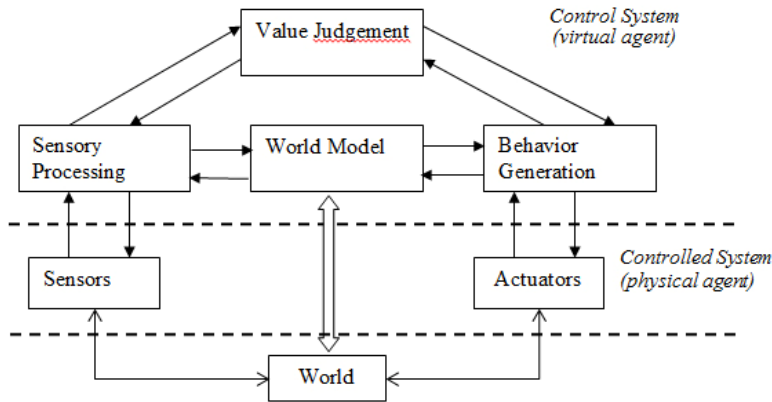 Control System
(virtual agent)
Value Judgement
Sensory
Processing
World Model
Behavior
Generation
Controlled System
(physical agent)
Sensors
Actuators
World